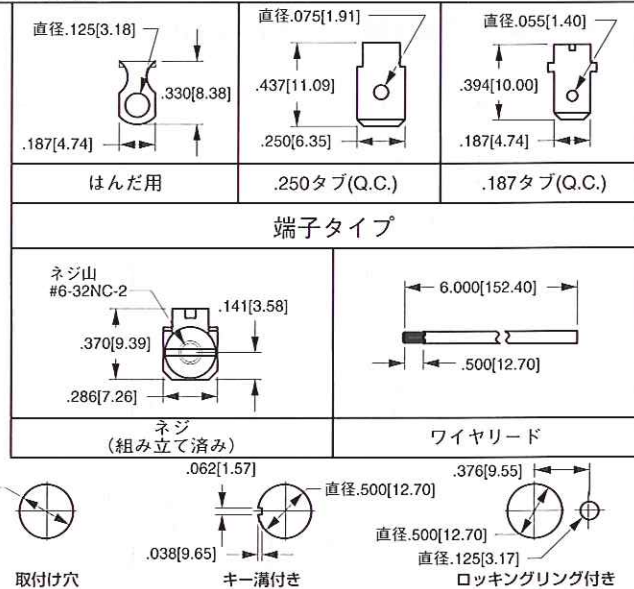 直径.125[3.18]
.330[8.38]
.187[4.74]
はんだ用
直径.075[1.91]
.437[11.09]
.250[6.35]
.250タブ(Q.C.)
直径.055[1.40]
.394[10.00]
.187[4.74]
.187タブ(Q.C.)
端子タイプ
ネジ山
#6-32NC-2
.141[3.58]
.370[9.39]
.286[7.26]
ネジ
(組み立て済み)
6.000[152.40]
.500[12.70]
ワイヤリード
取付け穴
.062[1.57]
直径.500[12.70]
.038[9.65]
キー溝付き
.376[9.55]
直径.500[12.70]
直径.125[3.17]
ロッキングリング付き